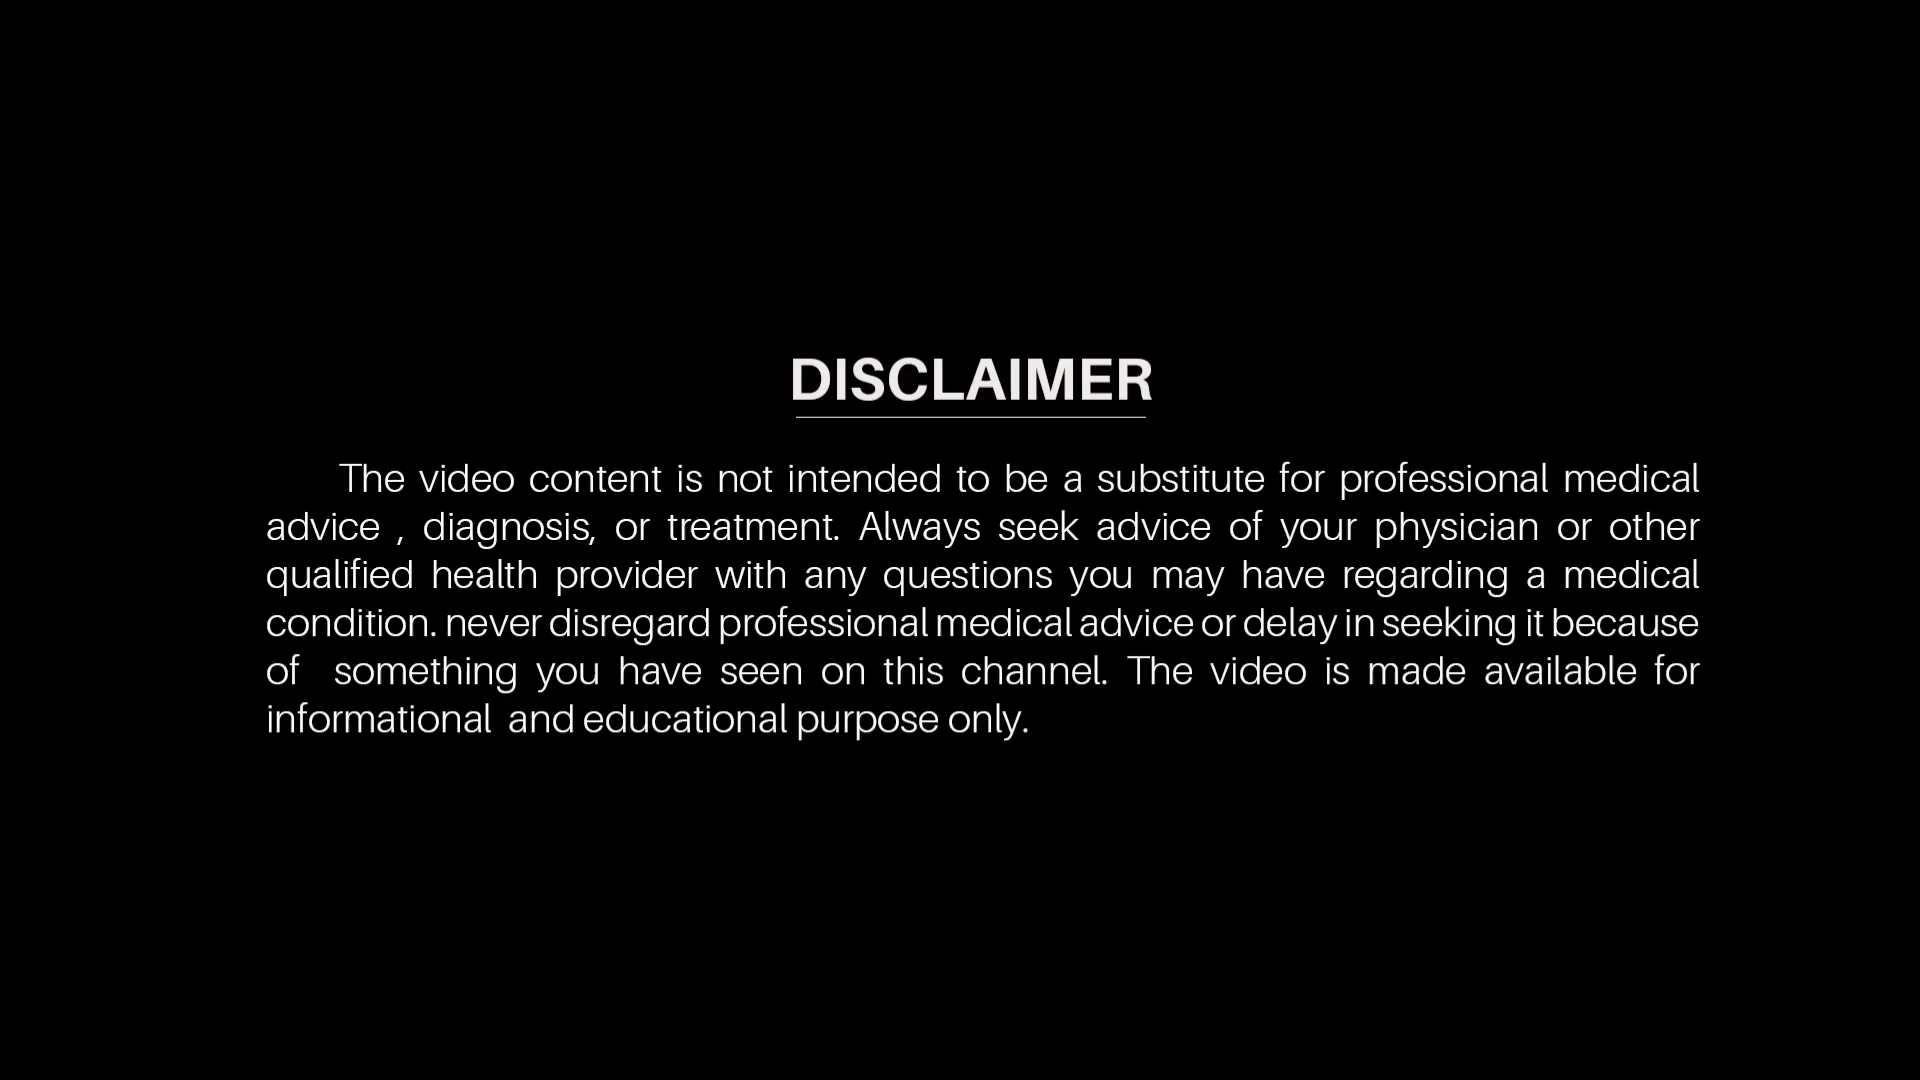 DISCLAIMER
The video content is not intended to be a substitute for professional medical
advice , diagnosis, or treatment. Always seek advice of your physician or other
qualified health provider with any questions you may have regarding a medical
condition. never disregard professional medical advice or delay in seeking it because
of  something you have seen on this channel. The video is made available for
informational  and educational purpose only.